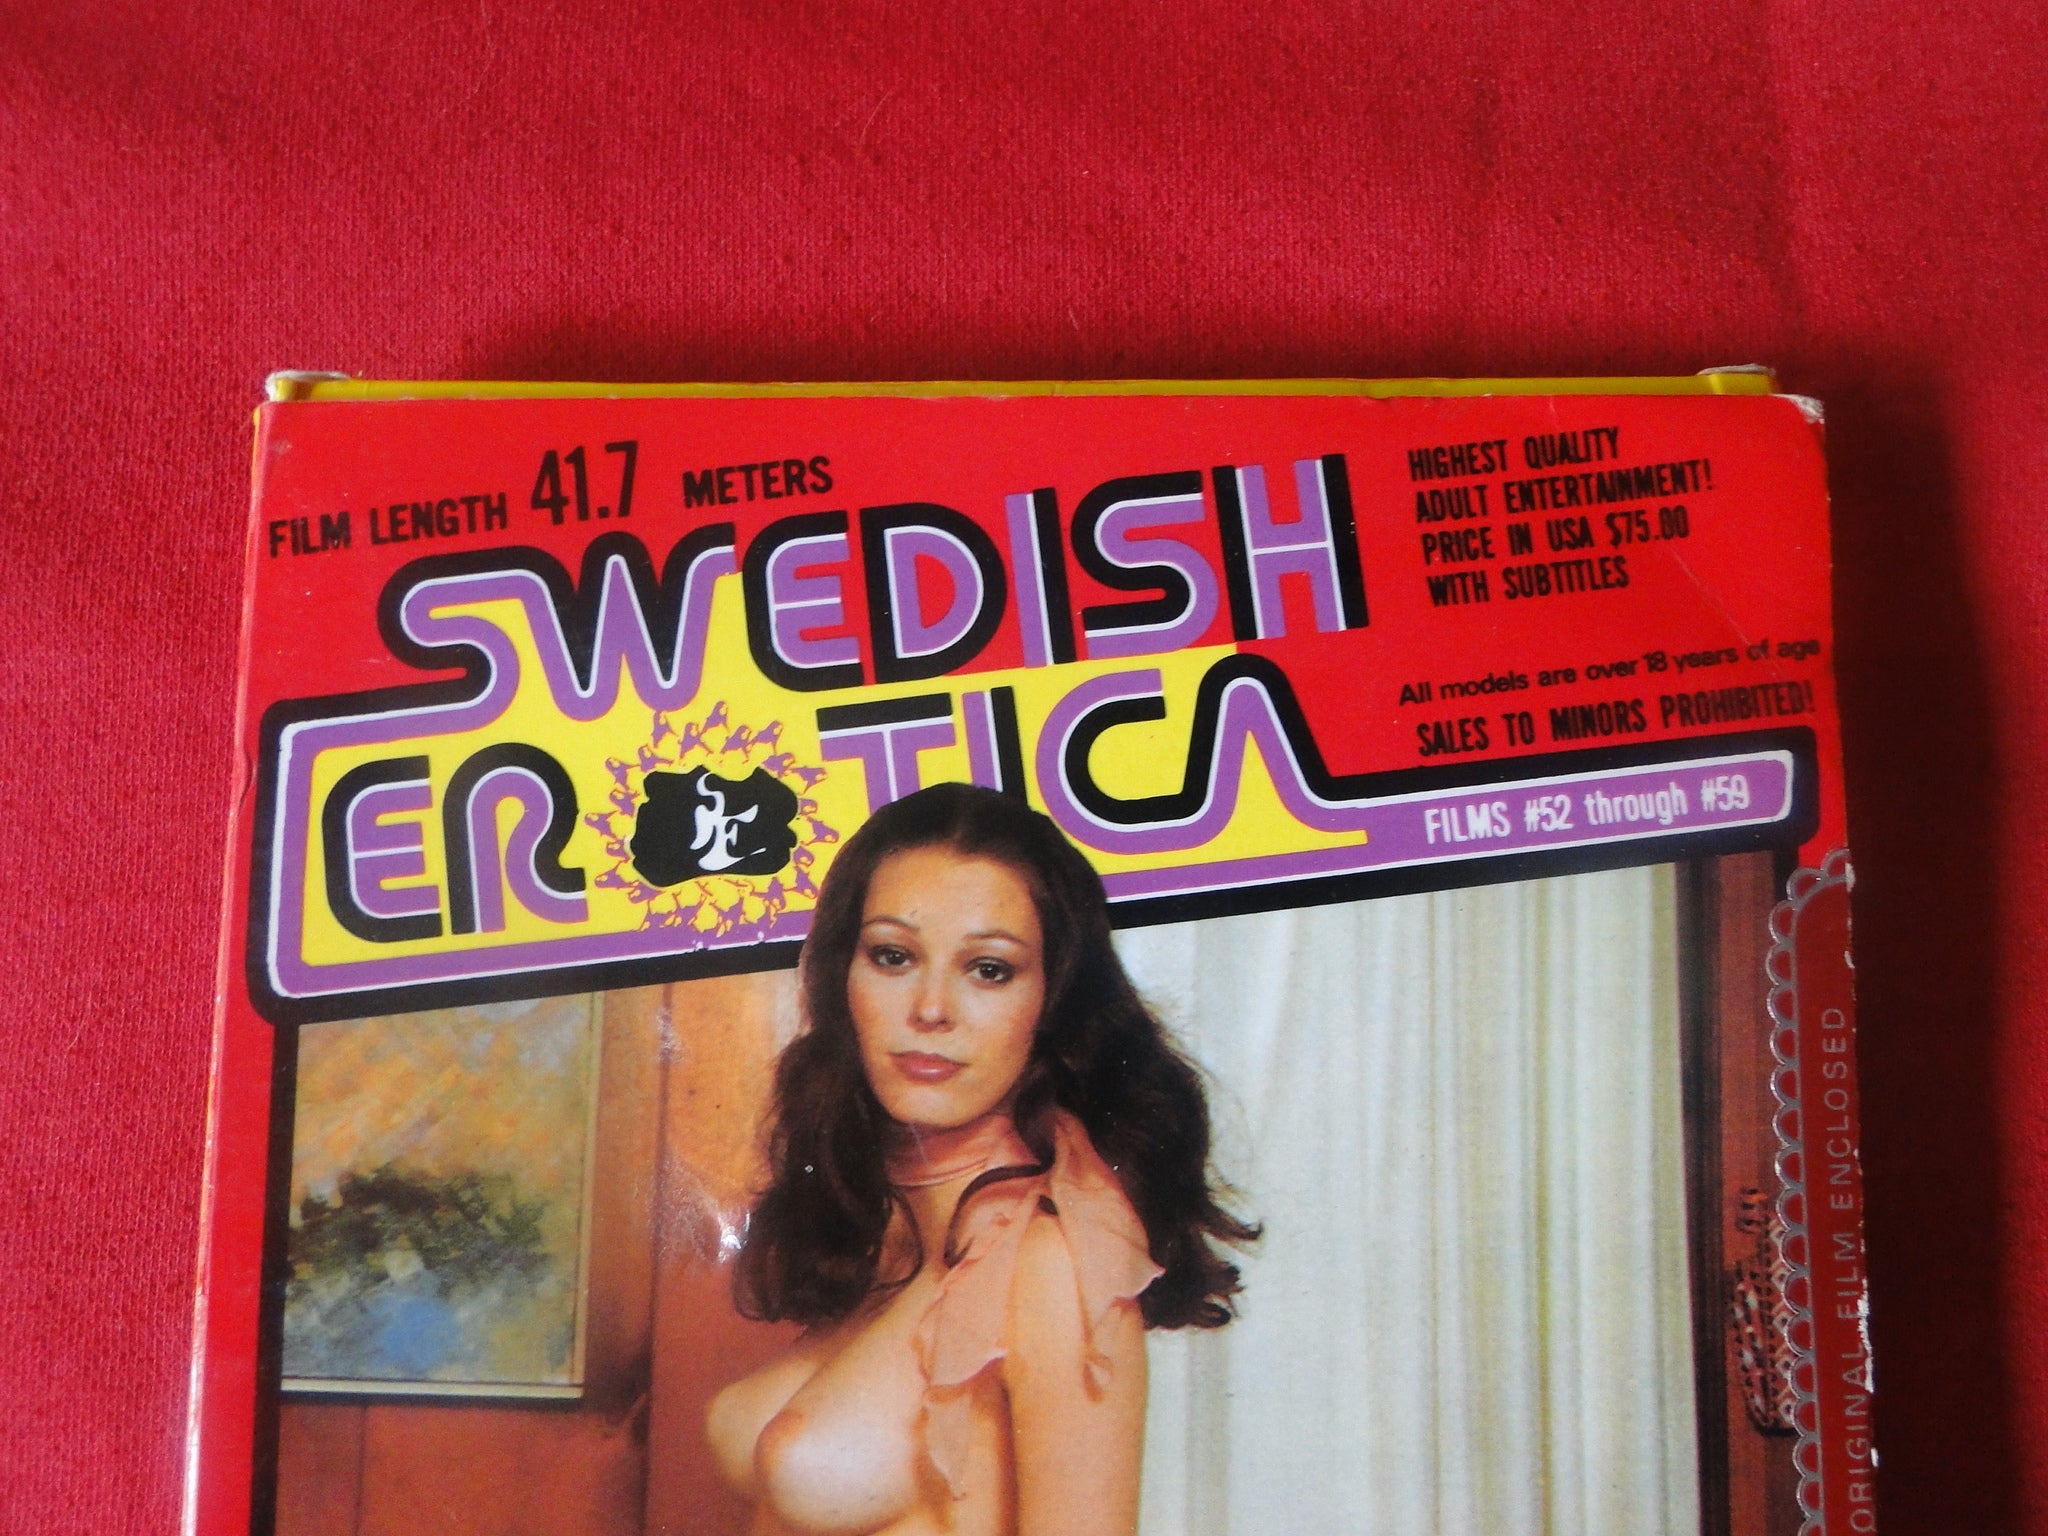 FILM LENGTH 41.7 METERS
SWEDISH
EROTICA
SE
HIGHEST QUALITY
ADULT ENTERTAINMENT!
PRICE IN USA $75.00
WITH SUBTITLES
All models are over 18 years of age
SALES TO MINORS PROHIBITED!
FILMS #52 through #59
ORIGINAL FILM ENCLOSED